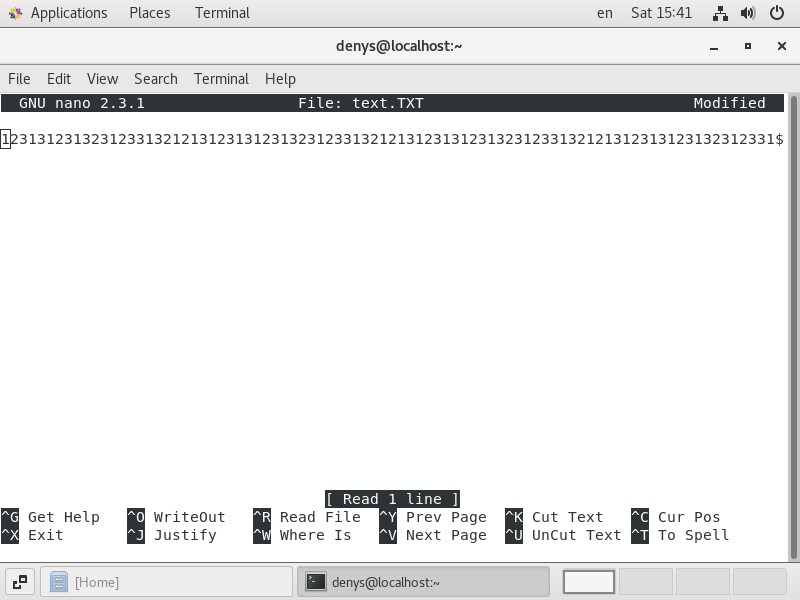 Applications Places Terminal en Sat 15:41
denys@localhost:~
File Edit View Search Terminal Help
GNU nano 2.3.1 File: text.TXT Modified
12313123132312331321213123131231323123313212131231312313231233132121312313123132312331$
[ Read 1 line ]
^G Get Help ^O WriteOut ^R Read File ^Y Prev Page ^K Cut Text ^C Cur Pos
^X Exit ^J Justify ^W Where Is ^V Next Page ^U UnCut Text ^T To Spell
[Home] denys@localhost:~